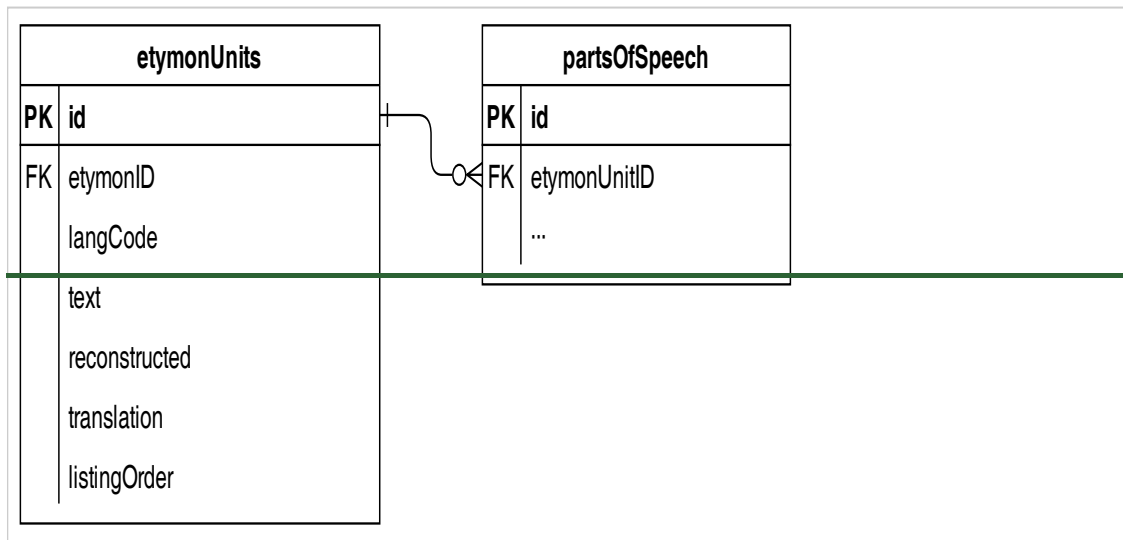 etymonUnits
PK id
FK etymonID
langCode
text
reconstructed
translation
listingOrder
partsOfSpeech
PK id
FK etymonUnitID
...